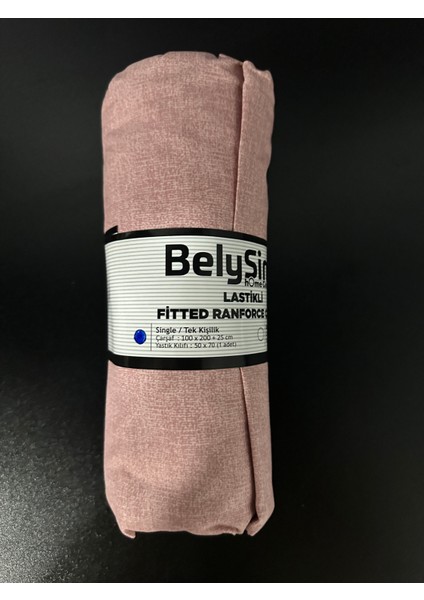 BelySin
home
LASTİKLİ
FİTTED RANFORCE
Single / Tek Kişilik
Çarşaf : 100 x 200 + 25 cm
Yastık Kılıfı : 50 x 70 (1 adet)